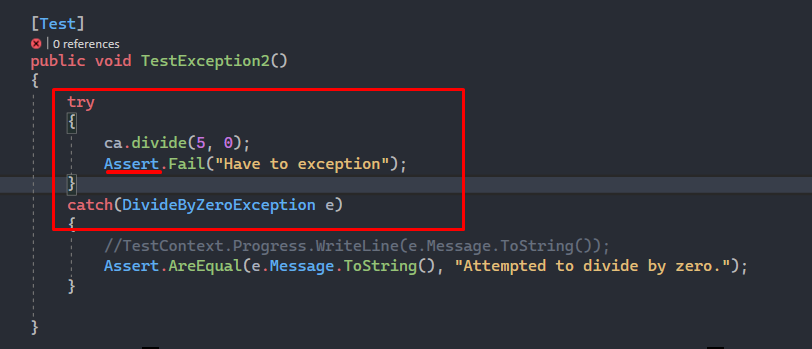 [Test]
| 0 references
public void TestException2()
{
try
{
ca.divide(5, 0);
Assert.Fail("Have to exception");
}
catch(DivideByZeroException e)
{
//TestContext.Progress.WriteLine(e.Message.ToString());
Assert.AreEqual(e.Message.ToString(), "Attempted to divide by zero.");
}
}